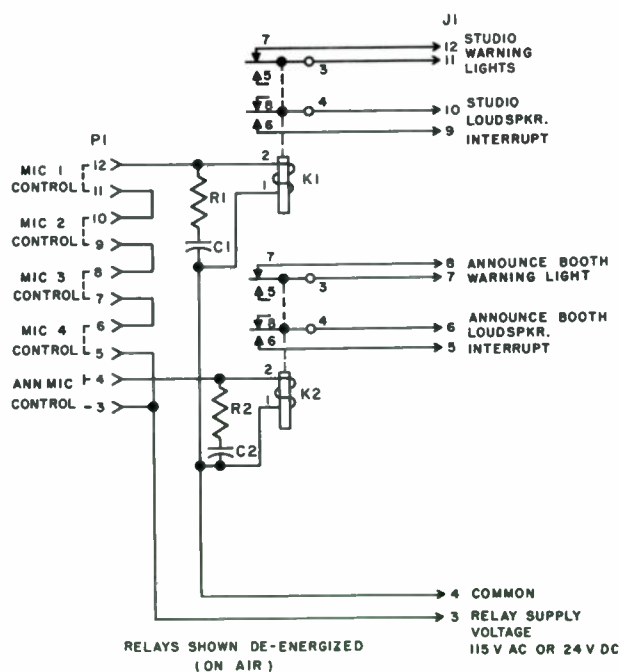 J1
7
12 STUDIO
WARNING
11
LIGHTS
5
3
8
4
10 STUDIO
LOUDSPKR.
6
9
INTERRUPT
P1
MIC 1
CONTROL
12
11
2
1
K1
R1
C1
MIC 2
CONTROL
10
9
MIC 3
CONTROL
8
7
7
8 ANNOUNCE BOOTH
7 WARNING LIGHT
5
3
MIC 4
CONTROL
6
5
8
4
ANNOUNCE BOOTH
6
LOUDSPKR.
6
5
INTERRUPT
ANN MIC
CONTROL
4
3
2
1
K2
R2
C2
4 COMMON
3 RELAY SUPPLY
VOLTAGE
115 V AC OR 24 V DC
RELAYS SHOWN DE-ENERGIZED
(ON AIR)